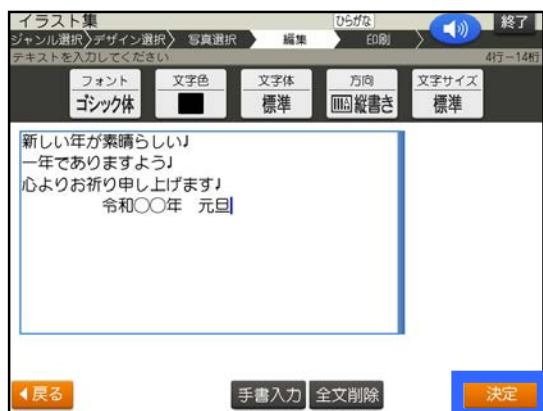 イラスト集
ひらがな
終了
ジャンル選択〉デザイン選択〉 写真選択 編集 印刷
テキストを入力してください
4行-14桁
フォント 文字色 文字体 方向 文字サイズ
ゴシック体 標準 縦書き 標準
新しい年が素晴らしい↲
一年でありますよう↲
心よりお祈り申し上げます↲
令和〇〇年 元旦
戻る 手書入力 全文削除 決定